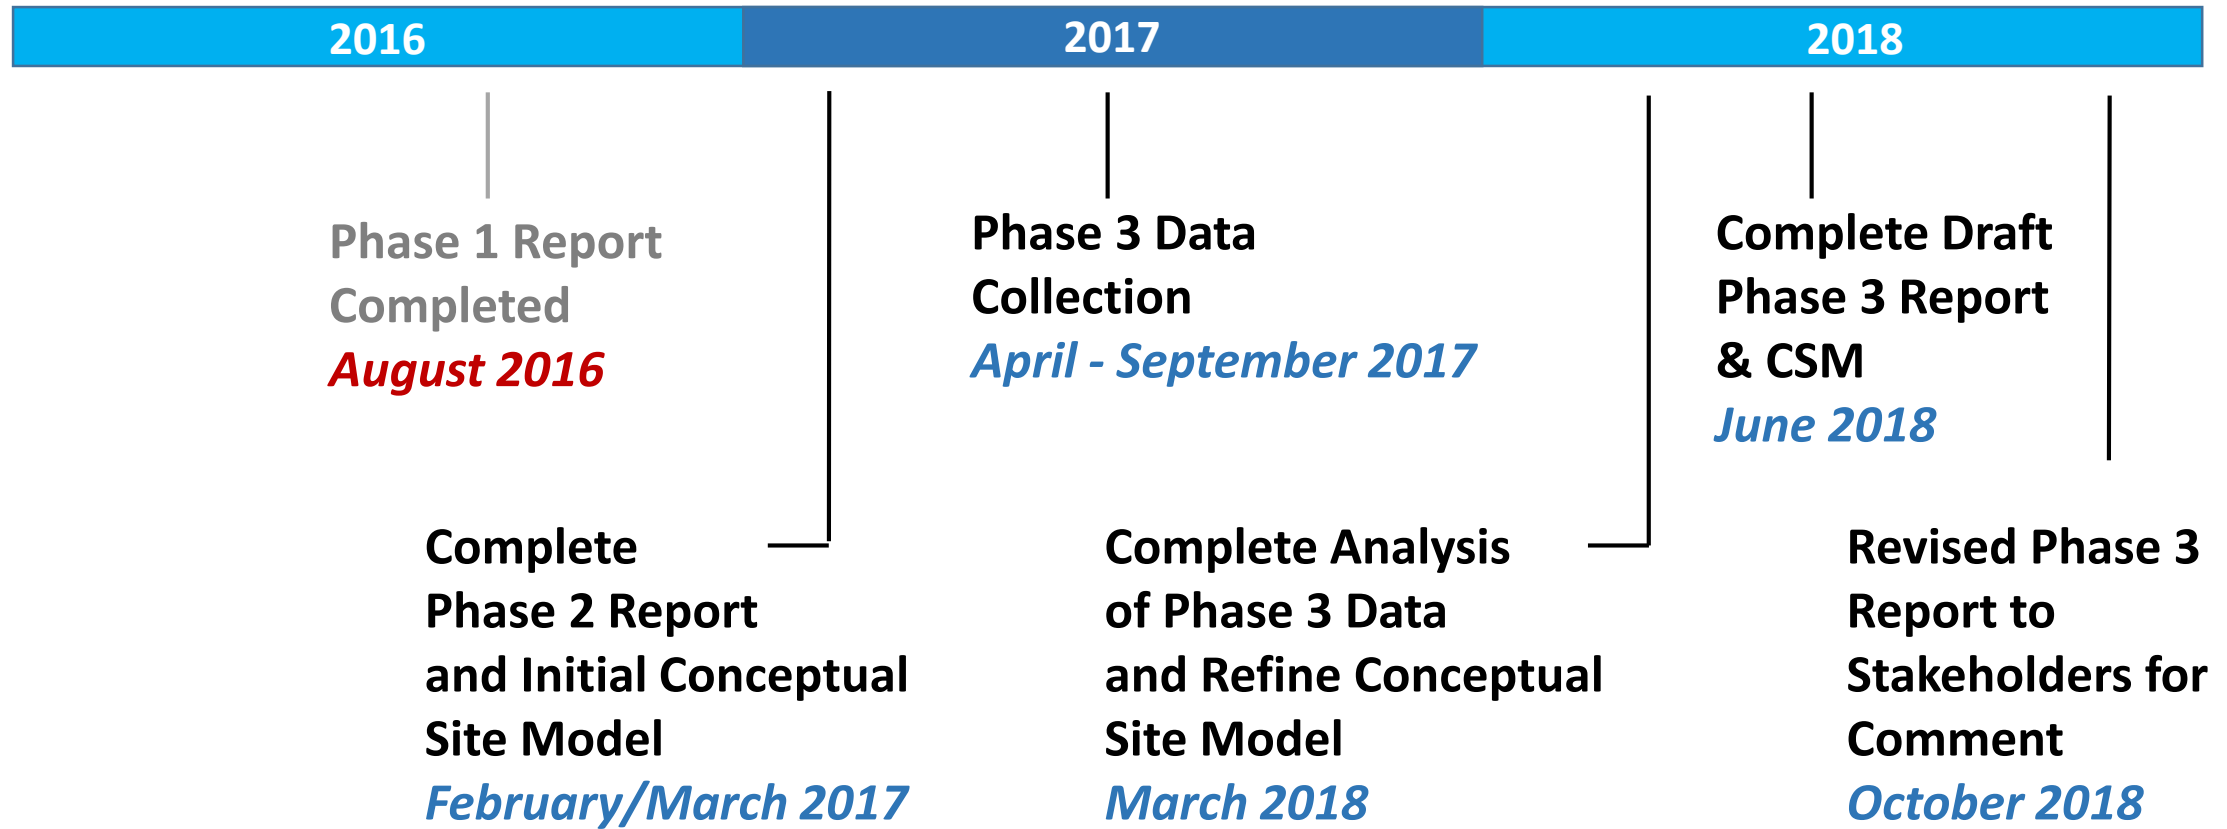 2016
2017
2018
Phase 1 Report
Completed
August 2016
Complete
Phase 2 Report
and Initial Conceptual
Site Model
February/March 2017
Phase 3 Data
Collection
April - September 2017
Complete Analysis
of Phase 3 Data
and Refine Conceptual
Site Model
March 2018
Complete Draft
Phase 3 Report
& CSM
June 2018
Revised Phase 3
Report to
Stakeholders for
Comment
October 2018